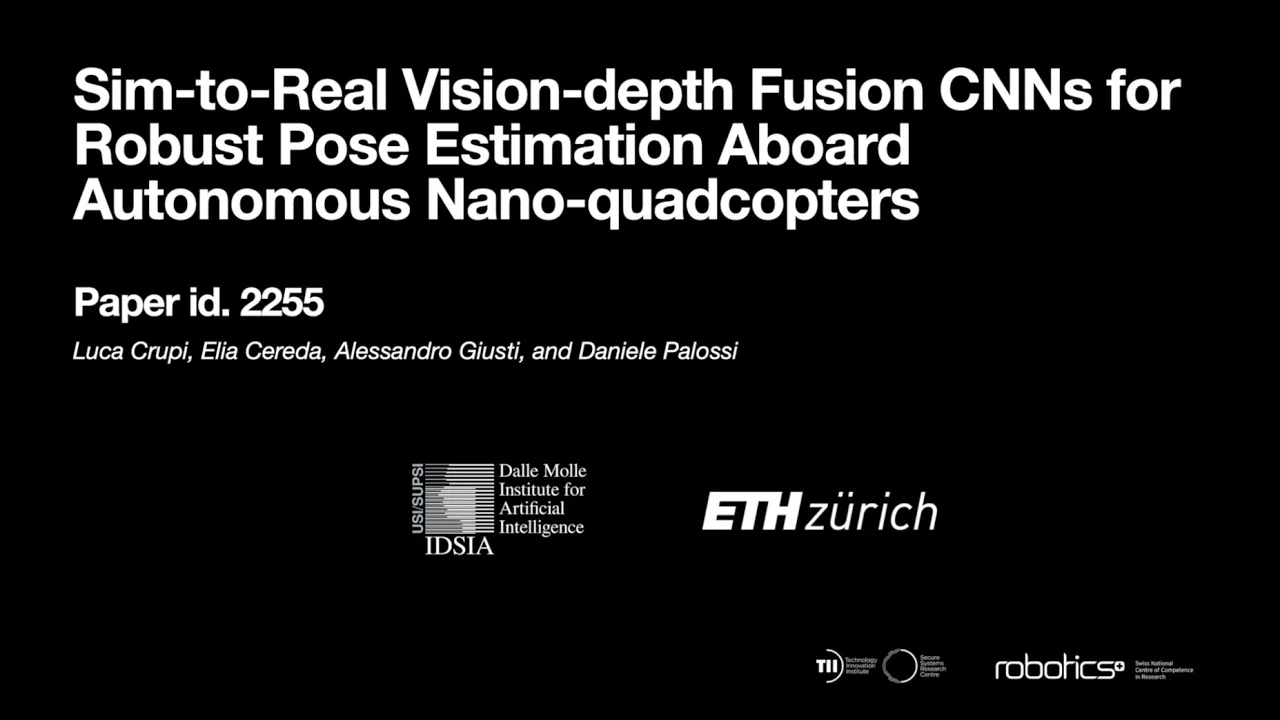 Sim-to-Real Vision-depth Fusion CNNs for
Robust Pose Estimation Aboard
Autonomous Nano-quadcopters
Paper id. 2255
Luca Crupi, Elia Cereda, Alessandro Giusti, and Daniele Palossi
USI/SUPSI
Dalle Molle
Institute for
Artificial
Intelligence
IDSIA
ETH zürich
TII
Technology
Innovation
Institute
Secure
Systems
Research
Centre
robotics+
Swiss National
Centre of Competence
in Research